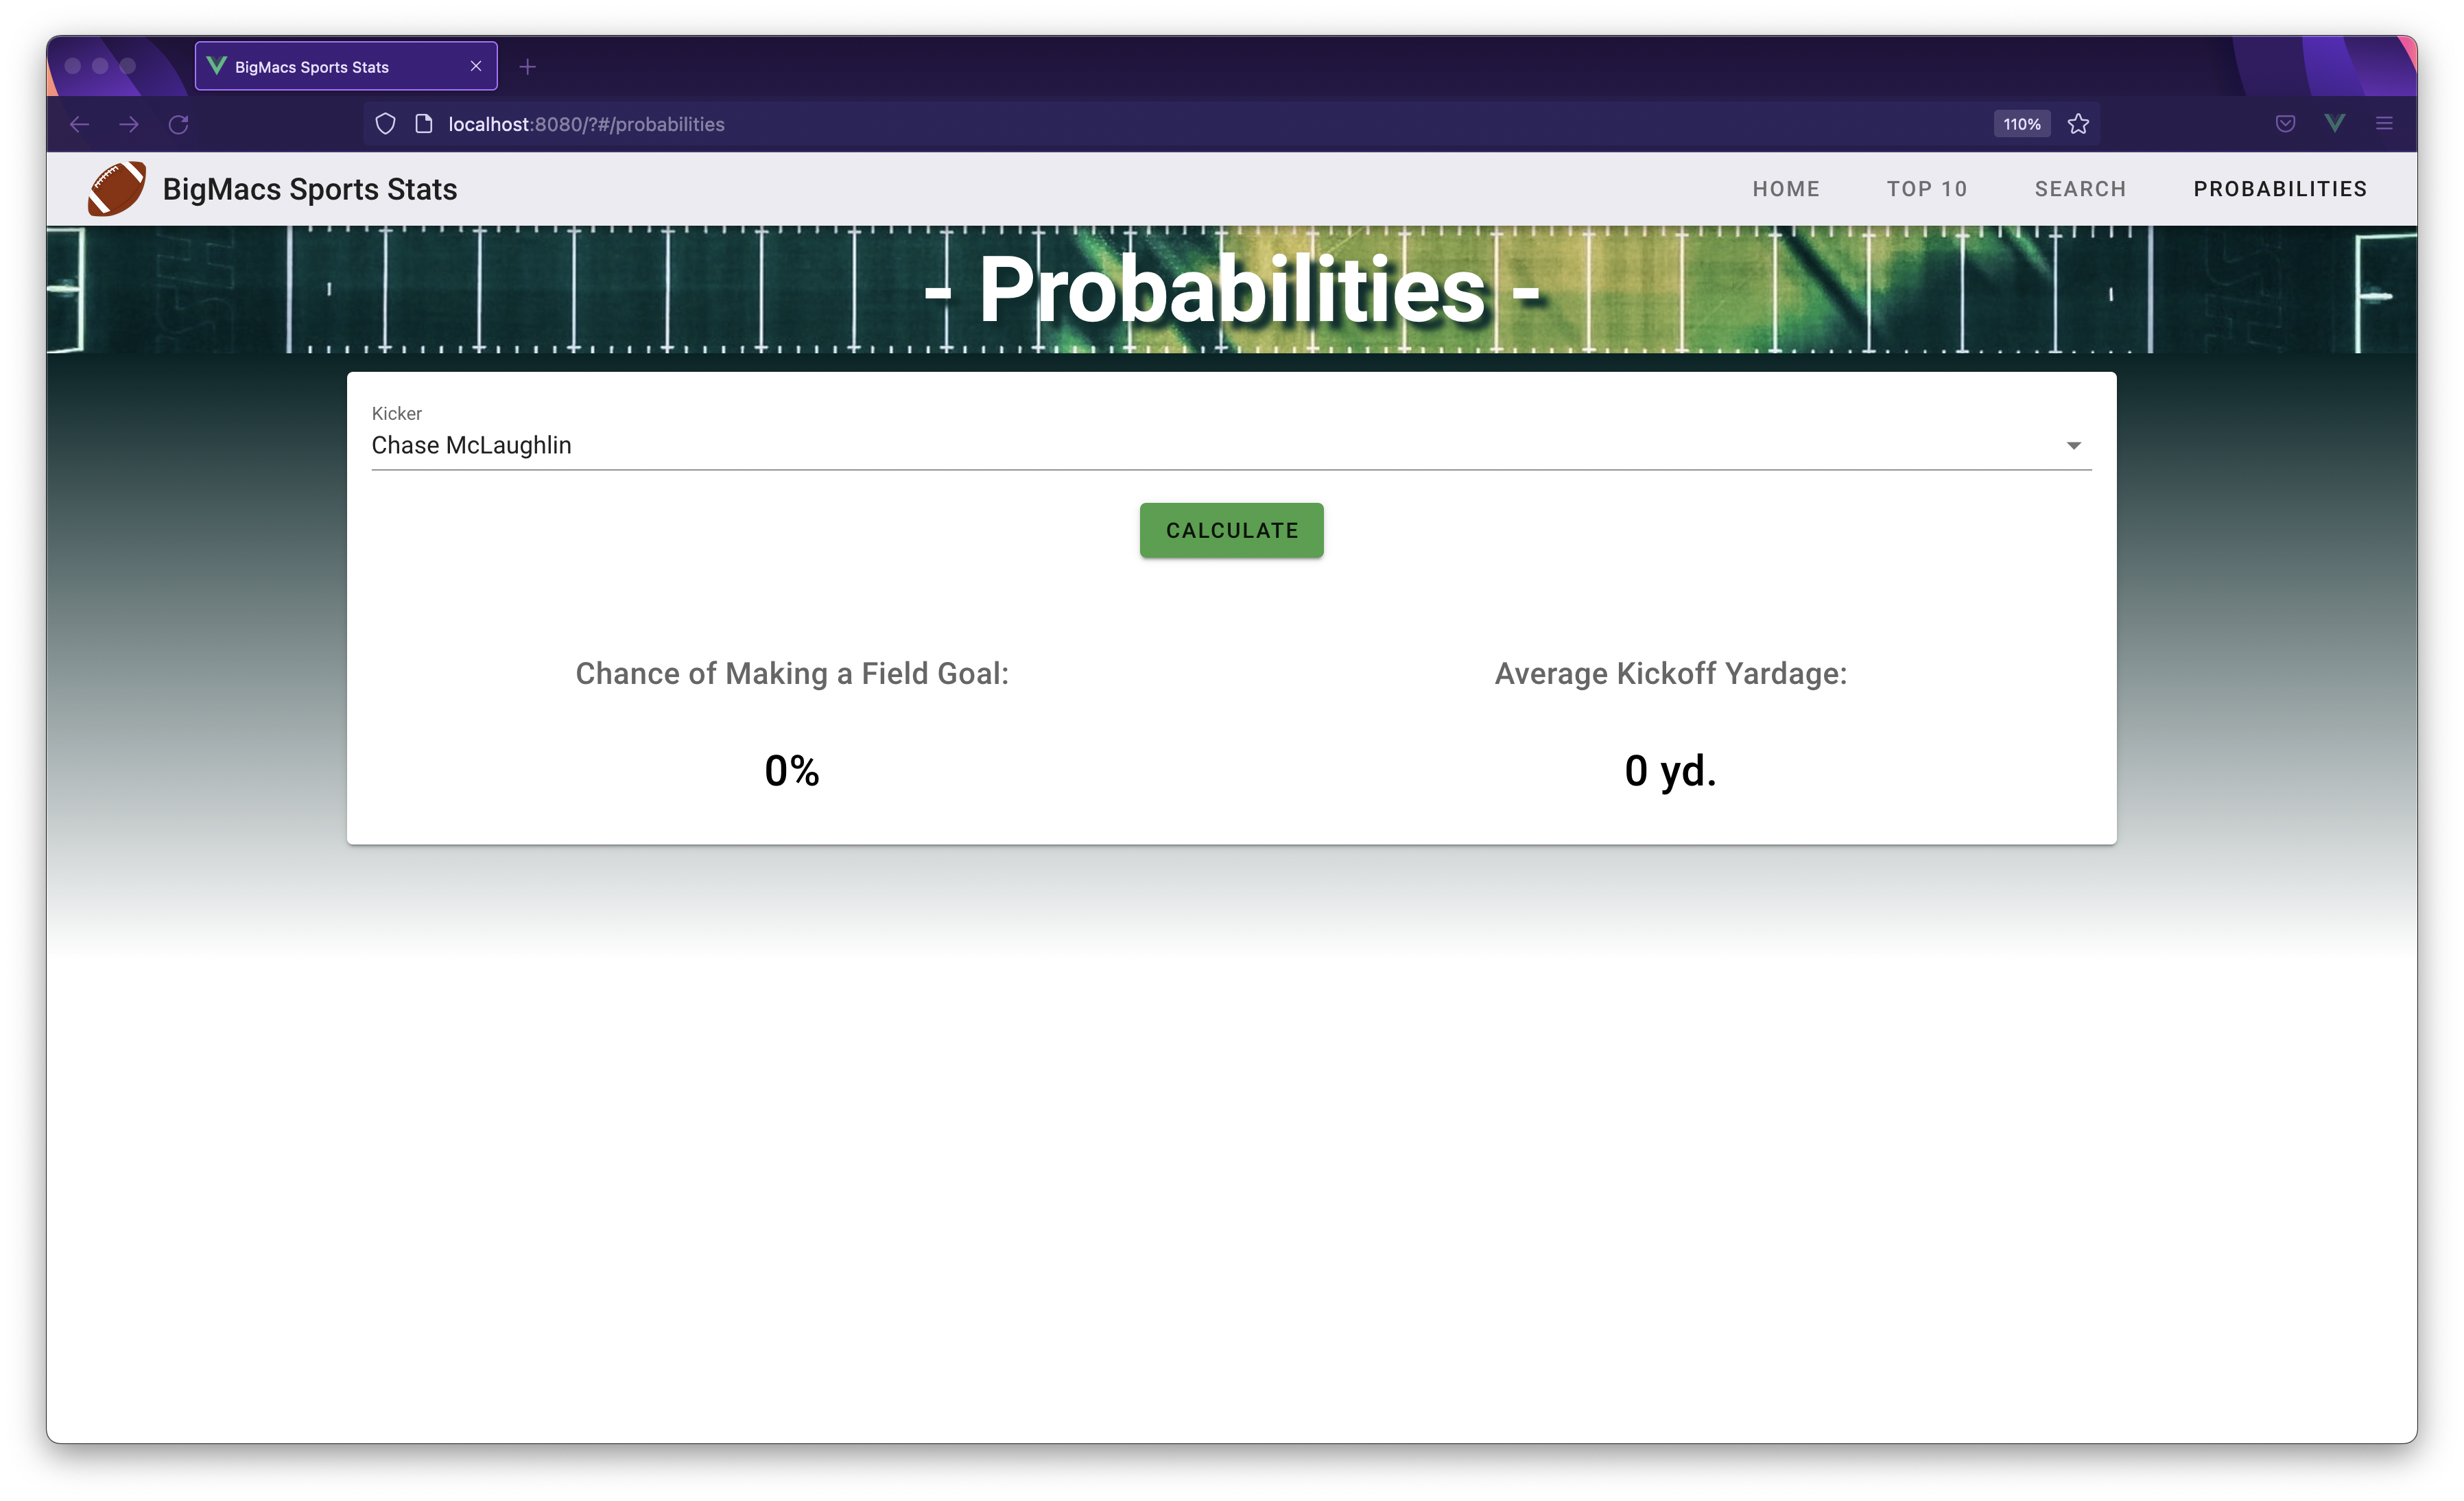 BigMacs Sports Stats
localhost:8080/?#/probabilities
110%
BigMacs Sports Stats
HOME
TOP 10
SEARCH
PROBABILITIES
- Probabilities -
Kicker
Chase McLaughlin
CALCULATE
Chance of Making a Field Goal:
Average Kickoff Yardage:
0%
0 yd.